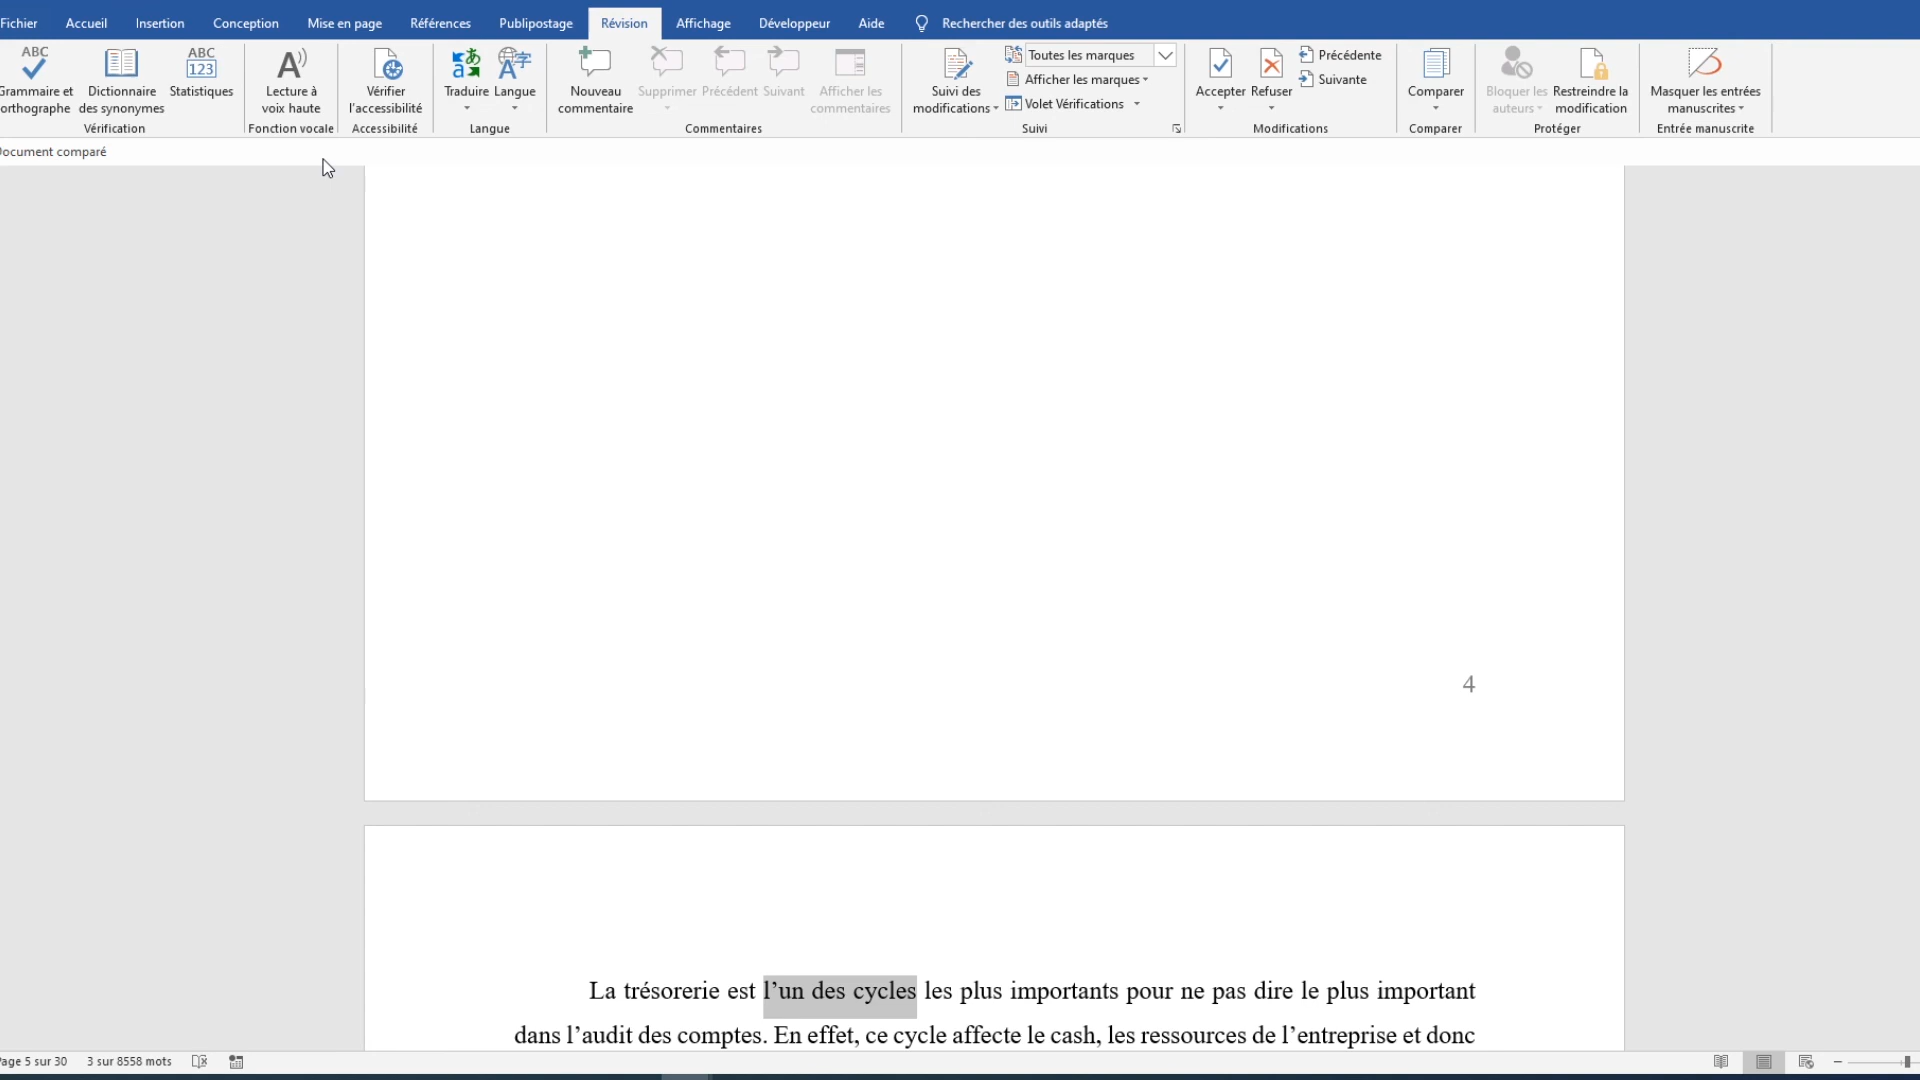 Fichier Accueil Insertion Conception Mise en page Références Publipostage Révision Affichage Développeur Aide Rechercher des outils adaptés
Grammaire et orthographe
Dictionnaire des synonymes
Statistiques
Vérification
Lecture à voix haute
Fonction vocale
Vérifier l'accessibilité
Accessibilité
Traduire
Langue
Langue
Nouveau commentaire
Supprimer
Précédent
Suivant
Afficher les commentaires
Commentaires
Suivi des modifications
Toutes les marques
Afficher les marques
Volet Vérifications
Suivi
Accepter
Refuser
Précédente
Suivante
Modifications
Comparer
Comparer
Bloquer les auteurs
Restreindre la modification
Protéger
Masquer les entrées manuscrites
Entrée manuscrite
Document comparé
4
La trésorerie est l’un des cycles les plus importants pour ne pas dire le plus important
dans l’audit des comptes. En effet, ce cycle affecte le cash, les ressources de l’entreprise et donc
Page 5 sur 30 3 sur 8558 mots